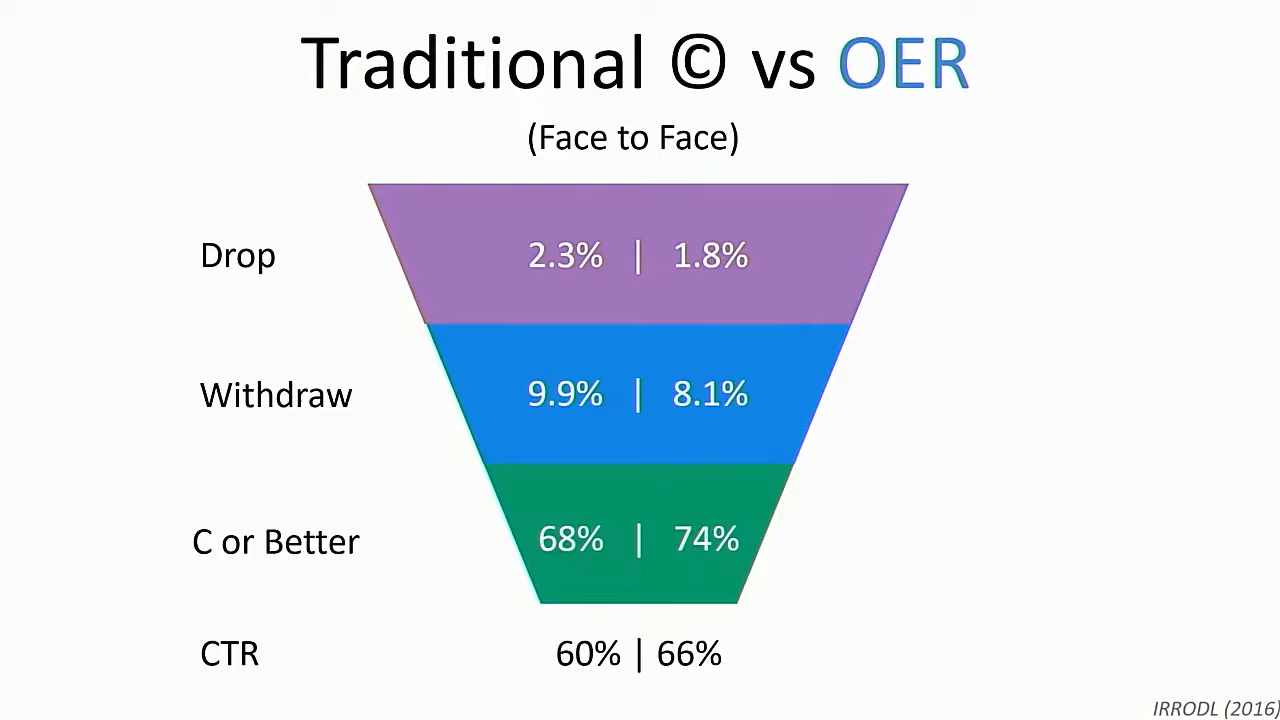 Traditional © vs OER
(Face to Face)
Drop 2.3% | 1.8%
Withdraw 9.9% | 8.1%
C or Better 68% | 74%
CTR 60% | 66%
IRRODL (2016)